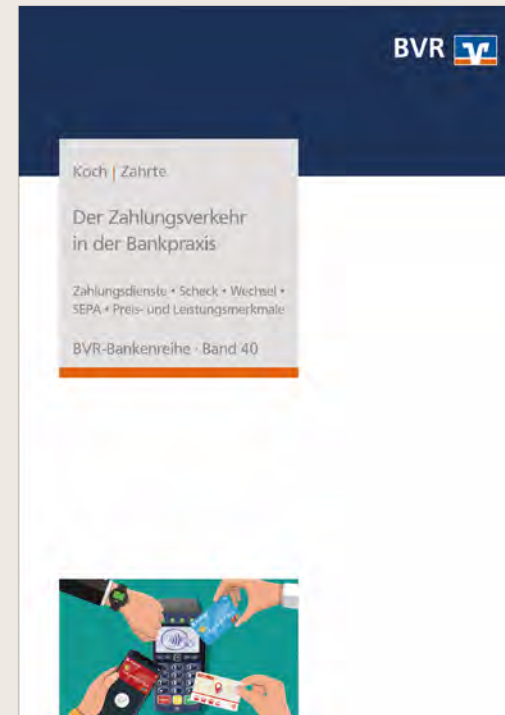 BVR
Koch | Zahrte
Der Zahlungsverkehr
in der Bankpraxis
Zahlungsdienste • Scheck • Wechsel •
SEPA • Preis- und Leistungsmerkmale
BVR-Bankenreihe · Band 40